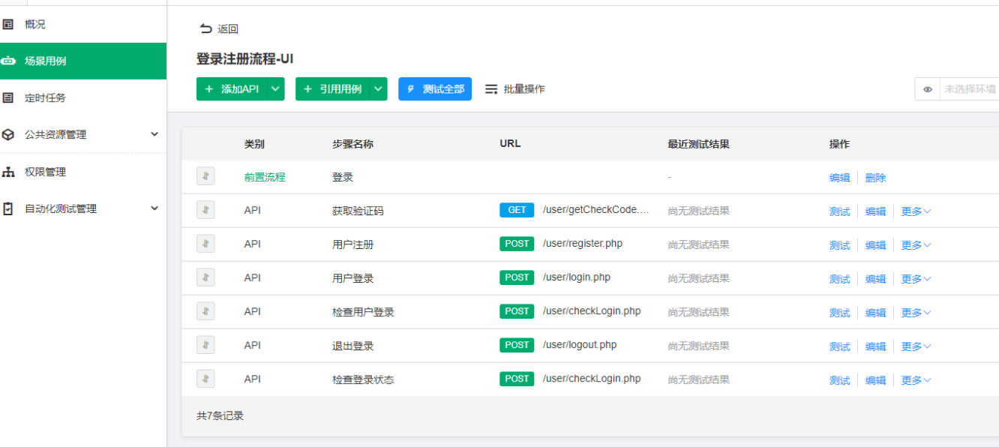 概况
场景用例
定时任务
公共资源管理
权限管理
自动化测试管理
返回
登录注册流程-UI
+ 添加API + 引用用例 测试全部 批量操作 未选择环境
类别 步骤名称 URL 最近测试结果 操作
前置流程 登录 - 编辑 删除
API 获取验证码 GET /user/getCheckCode.... 尚无测试结果 测试 编辑 更多
API 用户注册 POST /user/register.php 尚无测试结果 测试 编辑 更多
API 用户登录 POST /user/login.php 尚无测试结果 测试 编辑 更多
API 检查用户登录 POST /user/checkLogin.php 尚无测试结果 测试 编辑 更多
API 退出登录 POST /user/logout.php 尚无测试结果 测试 编辑 更多
API 检查登录状态 POST /user/checkLogin.php 尚无测试结果 测试 编辑 更多
共7条记录